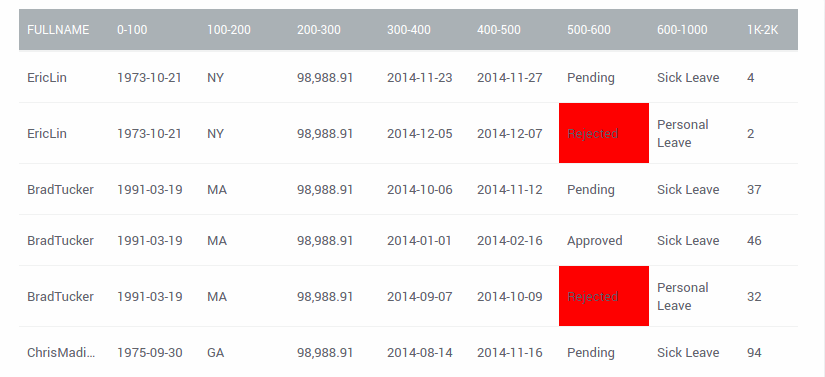 FULLNAME 0-100 100-200 200-300 300-400 400-500 500-600 600-1000 1K-2K
EricLin 1973-10-21 NY 98,988.91 2014-11-23 2014-11-27 Pending Sick Leave 4
EricLin 1973-10-21 NY 98,988.91 2014-12-05 2014-12-07 Rejected Personal Leave 2
BradTucker 1991-03-19 MA 98,988.91 2014-10-06 2014-11-12 Pending Sick Leave 37
BradTucker 1991-03-19 MA 98,988.91 2014-01-01 2014-02-16 Approved Sick Leave 46
BradTucker 1991-03-19 MA 98,988.91 2014-09-07 2014-10-09 Rejected Personal Leave 32
ChrisMadi... 1975-09-30 GA 98,988.91 2014-08-14 2014-11-16 Pending Sick Leave 94